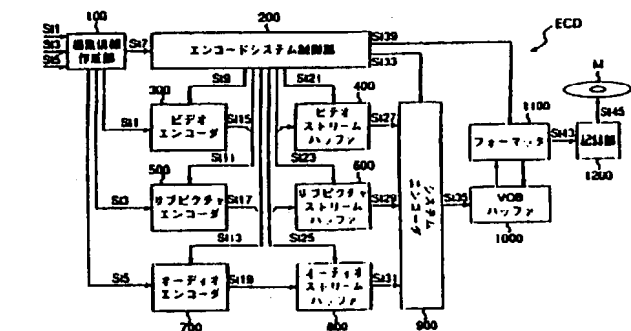 100
200
ECD
St1
St3
St5
編集情報
作成部
St7
エンコードシステム制御部
St39
St33
St9
St21
300
400
M
St1
ビデオ
エンコーダ
St15
ビデオ
ストリーム
バッファ
St27
1100
フォーマッタ
St43
St45
記録部
1200
St11
St23
500
600
St3
サブピクチャ
エンコーダ
St17
サブピクチャ
ストリーム
バッファ
St29
システム
エンコーダ
St35
VOB
バッファ
1000
St13
St25
St5
オーディオ
エンコーダ
St19
オーディオ
ストリーム
バッファ
St31
700
800
900